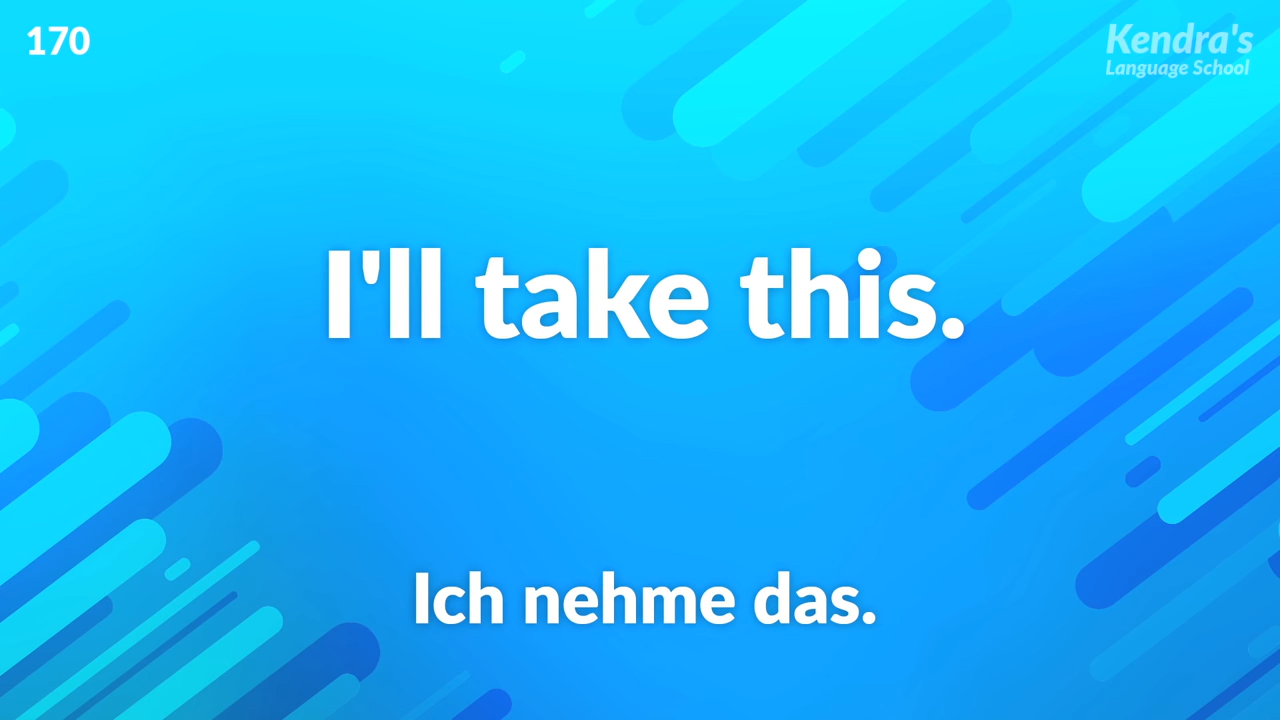 170
Kendra's
Language School
I'll take this.
Ich nehme das.